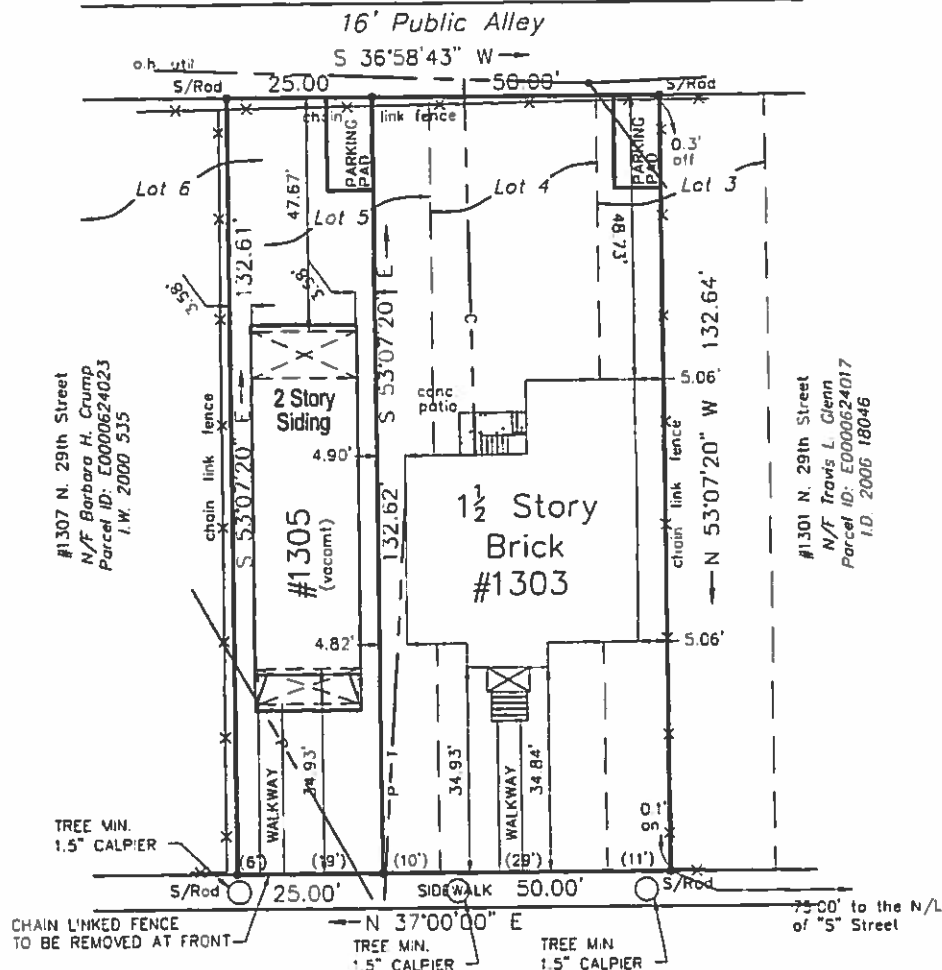 16' Public Alley
S 36°58'43" W
o.h. util
S/Rod
25.00'
50.00'
S/Rod
chain link fence
PARKING PAD
PARKING PAD
0.3' off
Lot 6
Lot 5
Lot 4
Lot 3
47.67'
48.73'
3.58'
132.61'
S 53°07'20" E
S 53°07'20" E
132.62'
N 53°07'20" W 132.64'
chain link fence
chain link fence
#1307 N. 29th Street
N/F Barbara H. Crump
Parcel ID: E0000624023
I.W. 2000 535
#1301 N. 29th Street
N/F Travis L. Glenn
Parcel ID: E0000624017
I.D. 2006 18046
2 Story
Siding
#1305
(vacamt)
conc.
patio
C
4.90'
4.82'
5.06'
5.06'
1½ Story
Brick
#1303
34.93'
34.93'
34.84'
WALKWAY
WALKWAY
P
T
0.1'
TREE MIN.
1.5" CALPIER
(6')
(19')
(10')
(29')
(11')
S/Rod
25.00'
SIDEWALK
50.00'
S/Rod
75.00' to the N/L
of "S" Street
N 37°00'00" E
CHAIN LINKED FENCE
TO BE REMOVED AT FRONT
TREE MIN.
1.5" CALPIER
TREE MIN
1.5" CALPIER